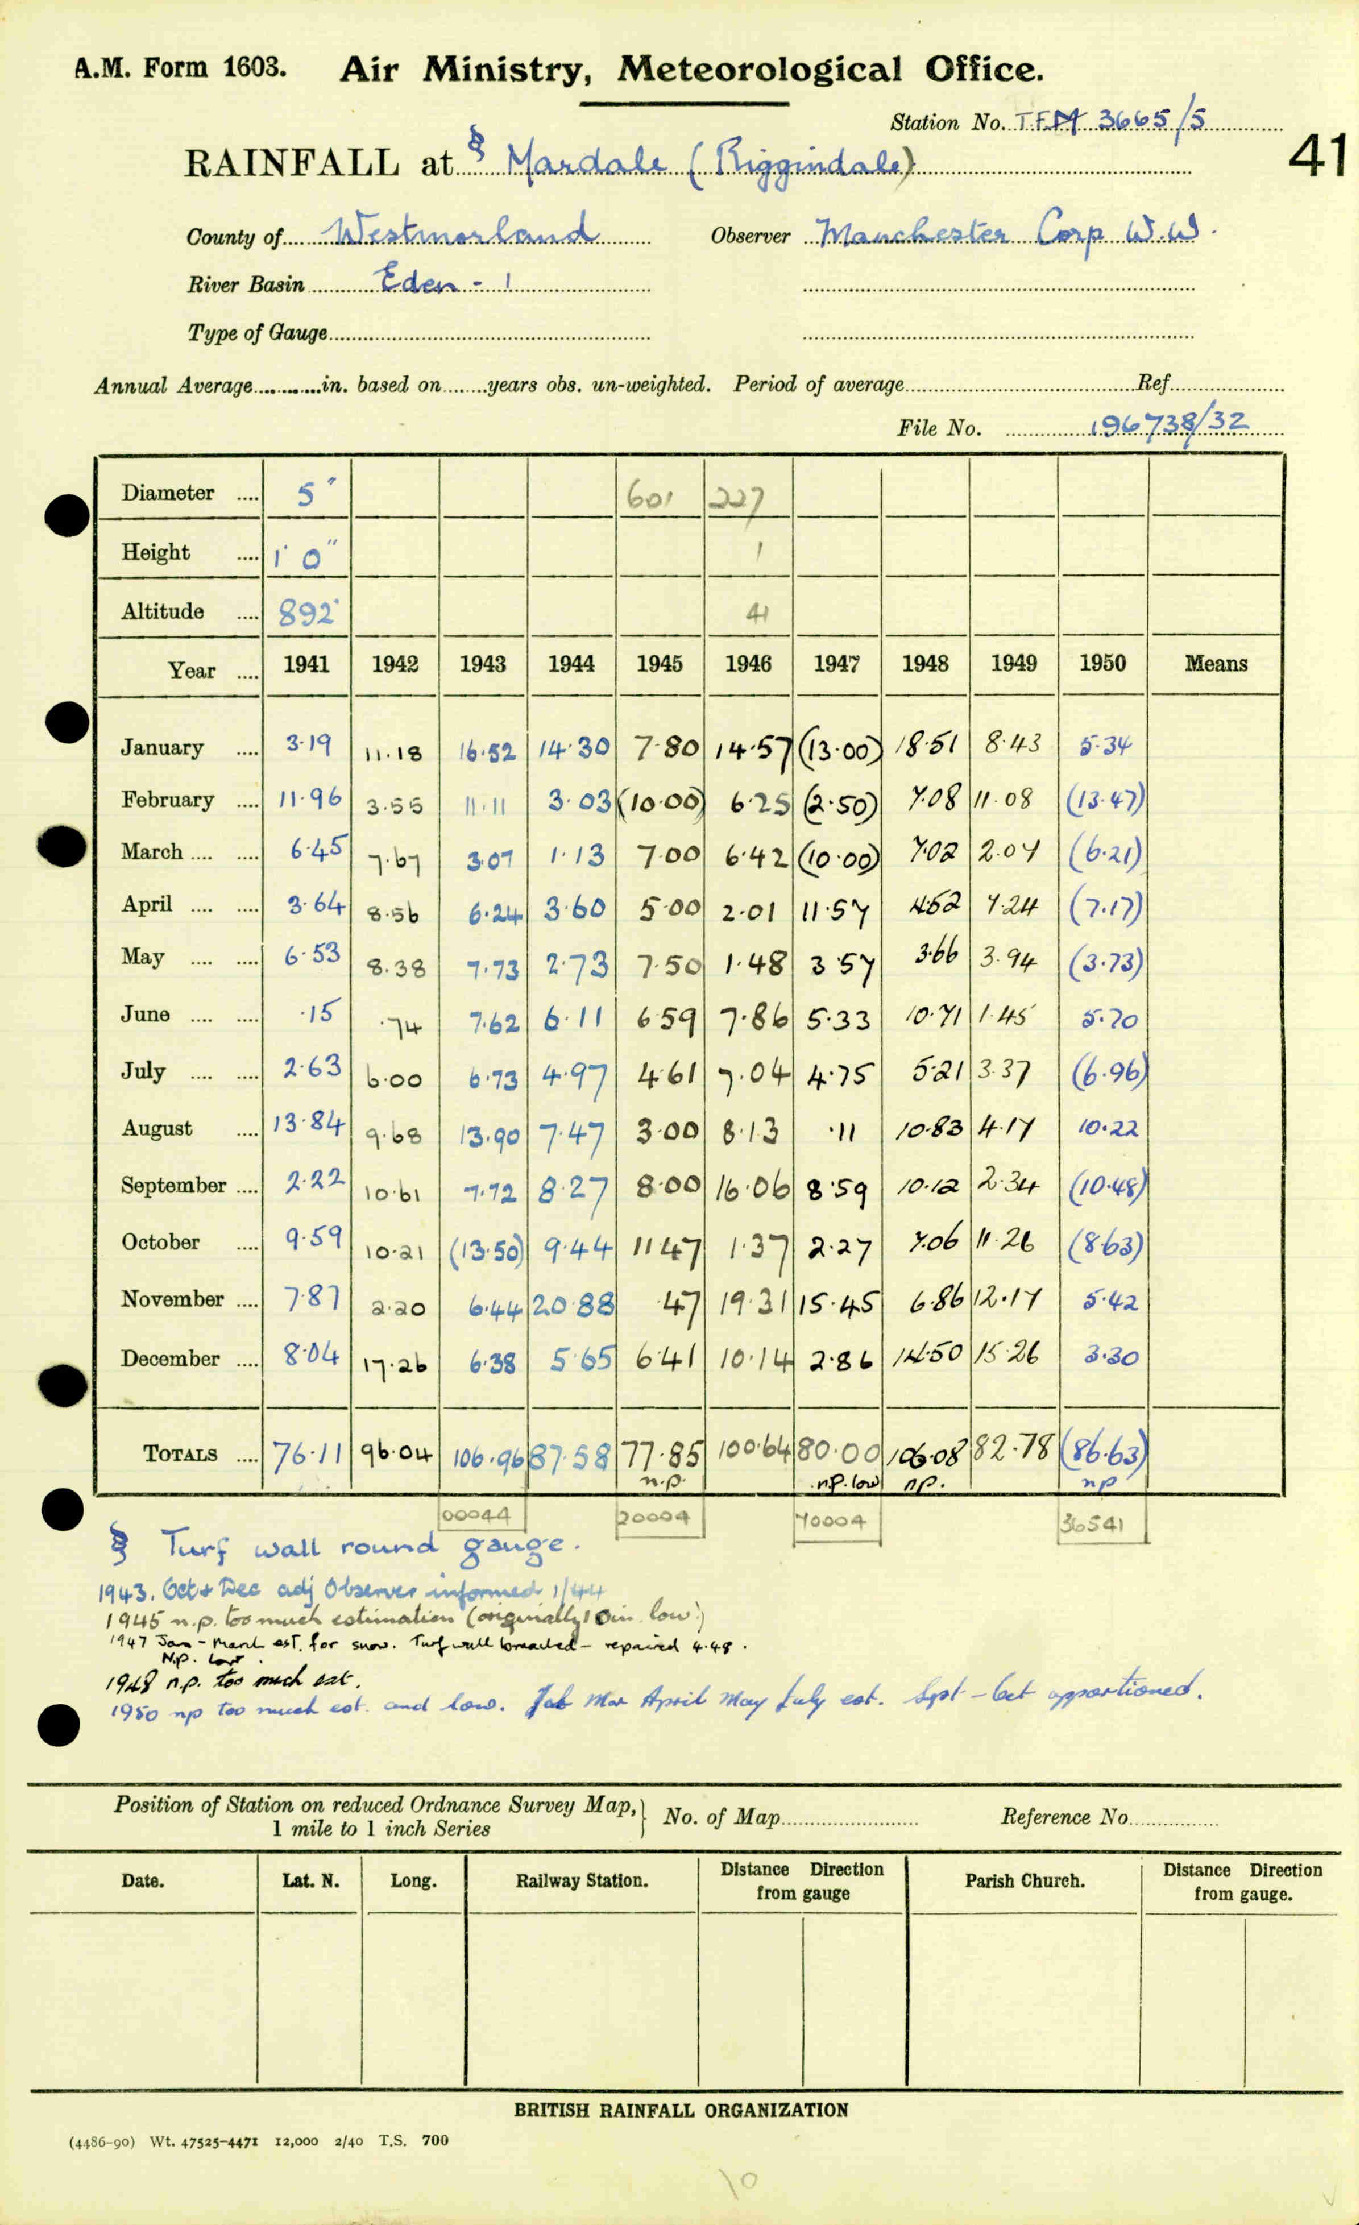 A.M. Form 1603. Air Ministry, Meteorological Office.
Station No. T.F.M 3665/5
RAINFALL at § Mardale (Riggindale) 41
County of Westmorland Observer Manchester Corp W.W.
River Basin Eden - 1
Type of Gauge
Annual Average in. based on years obs. un-weighted. Period of average Ref
File No. 196738/32
Diameter .... 5" 601 227
Height .... 1' 0" 1
Altitude .... 892' 41
Year .... 1941 1942 1943 1944 1945 1946 1947 1948 1949 1950 Means
January .... 3.19 11.18 16.52 14.30 7.80 14.57 (13.00) 18.51 8.43 5.34
February .... 11.96 3.55 11.11 3.03 (10.00) 6.25 (2.50) 7.08 11.08 (13.47)
March .... .... 6.45 7.67 3.07 1.13 7.00 6.42 (10.00) 7.02 2.07 (6.21)
April .... .... 3.64 8.56 6.24 3.60 5.00 2.01 11.57 4.52 7.24 (7.17)
May .... .... 6.53 8.38 7.73 2.73 7.50 1.48 3.57 3.66 3.94 (3.73)
June .... .... .15 .74 7.62 6.11 6.59 7.86 5.33 10.71 1.45 5.70
July .... .... 2.63 6.00 6.73 4.97 4.61 7.04 4.75 5.21 3.37 (6.96)
August .... 13.84 9.68 13.90 7.47 3.00 8.13 .11 10.83 4.17 10.22
September .... 2.22 10.61 7.72 8.27 8.00 16.06 8.59 10.12 2.34 (10.48)
October .... 9.59 10.21 (13.50) 9.44 11.47 1.37 2.27 7.06 11.26 (8.63)
November .... 7.87 2.20 6.44 20.88 .47 19.31 15.45 6.86 12.17 5.42
December .... 8.04 17.26 6.38 5.65 6.41 10.14 2.86 14.50 15.26 3.30
TOTALS .... 76.11 96.04 106.96 87.58 77.85 100.64 80.00 106.08 82.78 (86.63)
n.p. n.p. low n.p. np
00044 20004 70004 36541
§ Turf wall round gauge.
1943. Oct + Dec adj Observer informed 1/44
1945 n.p. too much estimation (originally 10in low)
1947 Jan - March est. for snow. Turf wall breached - repaired 4.48.
N.p. low.
1948 n.p. too much est.
1950 np too much est. and low. Feb Mar April May July est. Sept - Oct apportioned.
Position of Station on reduced Ordnance Survey Map, 1 mile to 1 inch Series } No. of Map Reference No.
Date. Lat. N. Long. Railway Station. Distance Direction from gauge Parish Church. Distance Direction from gauge.
BRITISH RAINFALL ORGANIZATION
(4486-90) Wt. 47525-4471 12,000 2/40 T.S. 700
10